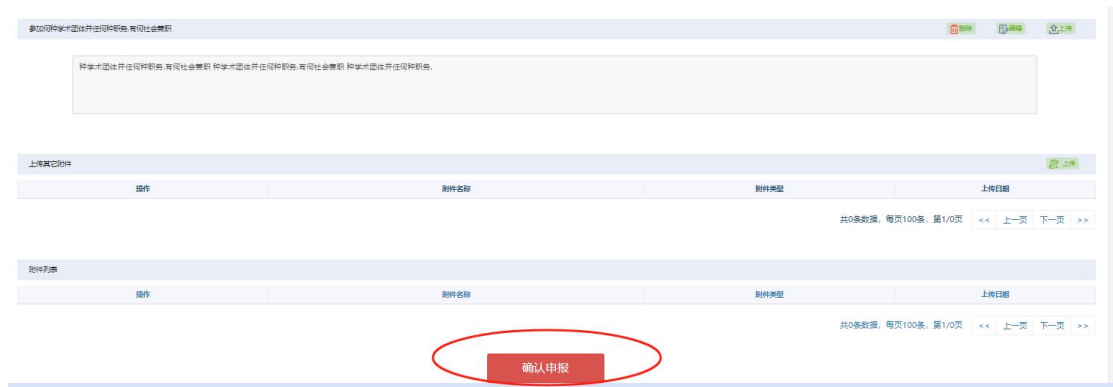 参加何种学术团体并任何种职务,有何社会兼职 删除 编辑 上传
种学术团体并任何种职务,有何社会兼职 种学术团体并任何种职务,有何社会兼职 种学术团体并任何种职务,
上传其它附件 上传
操作 附件名称 附件类型 上传日期
共0条数据，每页100条，第1/0页 << 上一页 下一页 >>
附件列表
操作 附件名称 附件类型 上传日期
共0条数据，每页100条，第1/0页 << 上一页 下一页 >>
确认申报